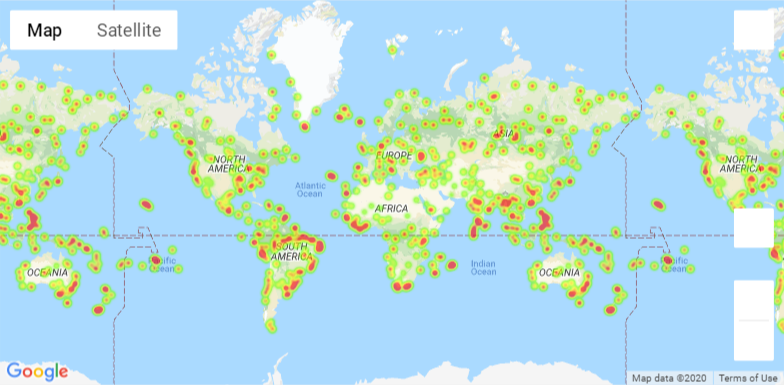 Map Satellite
ASIA
EUROPE
NORTH
AMERICA
NORTH
AMERICA
Atlantic
Ocean
AFRICA
SOUTH
AMERICA
Pacific
Ocean
Indian
Ocean
Pacific
Ocean
OCEANIA
OCEANIA
Google
Map data ©2020 Terms of Use